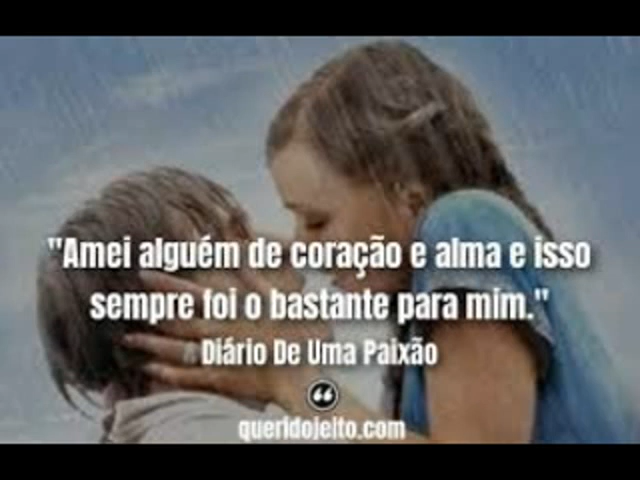 "Amei alguém de coração e alma e isso
sempre foi o bastante para mim."
Diário De Uma Paixão
queridojeito.com